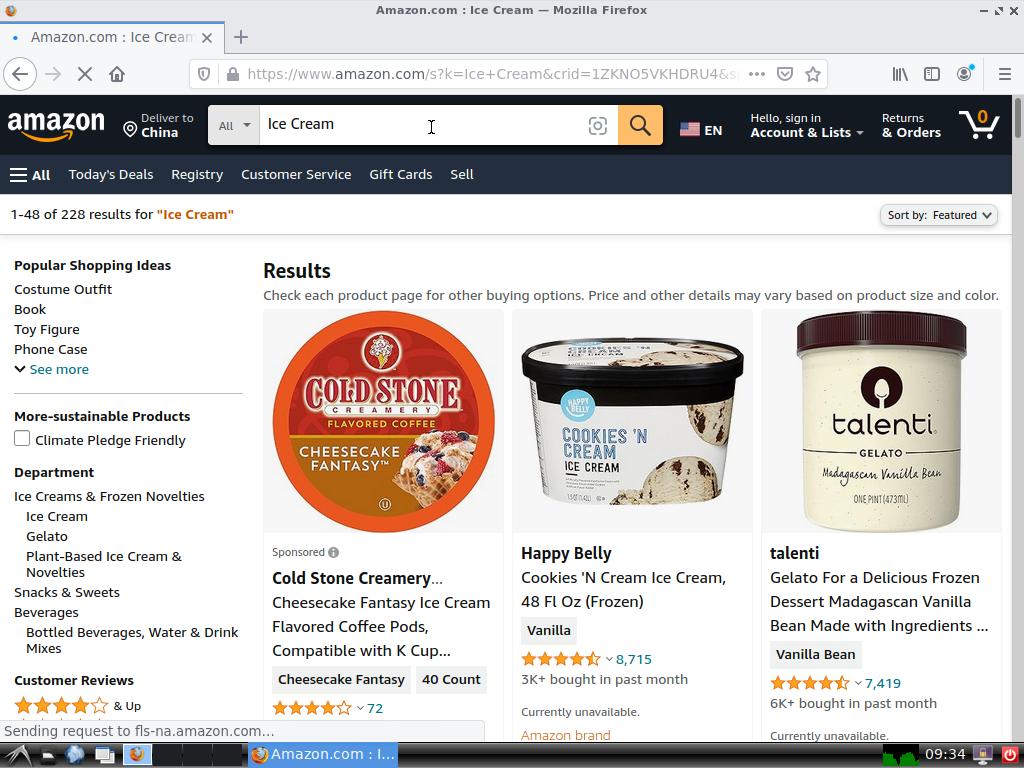 Amazon.com : Ice Cream — Mozilla Firefox
Amazon.com : Ice Cream
https://www.amazon.com/s?k=Ice+Cream&crid=1ZKNO5VKHDRU4&s
amazon
Deliver to
China
All
Ice Cream
EN
Hello, sign in
Account & Lists
Returns
& Orders
0
All
Today's Deals
Registry
Customer Service
Gift Cards
Sell
1-48 of 228 results for "Ice Cream"
Sort by: Featured
Popular Shopping Ideas
Costume Outfit
Book
Toy Figure
Phone Case
See more
More-sustainable Products
Climate Pledge Friendly
Department
Ice Creams & Frozen Novelties
Ice Cream
Gelato
Plant-Based Ice Cream &
Novelties
Snacks & Sweets
Beverages
Bottled Beverages, Water & Drink
Mixes
Customer Reviews
& Up
Results
Check each product page for other buying options. Price and other details may vary based on product size and color.
COLD STONE
CREAMERY
FLAVORED COFFEE
CHEESECAKE
FANTASY™
Sponsored
Cold Stone Creamery...
Cheesecake Fantasy Ice Cream
Flavored Coffee Pods,
Compatible with K Cup...
Cheesecake Fantasy
40 Count
72
HAPPY
BELLY
COOKIES 'N
CREAM
ICE CREAM
Happy Belly
Cookies 'N Cream Ice Cream,
48 Fl Oz (Frozen)
Vanilla
8,715
3K+ bought in past month
Currently unavailable.
Amazon brand
talenti
GELATO
Madagascan Vanilla Bean
ONE PINT (473mL)
talenti
Gelato For a Delicious Frozen
Dessert Madagascan Vanilla
Bean Made with Ingredients ...
Vanilla Bean
7,419
6K+ bought in past month
Currently unavailable.
Sending request to fls-na.amazon.com...
Amazon.com : I...
09:34